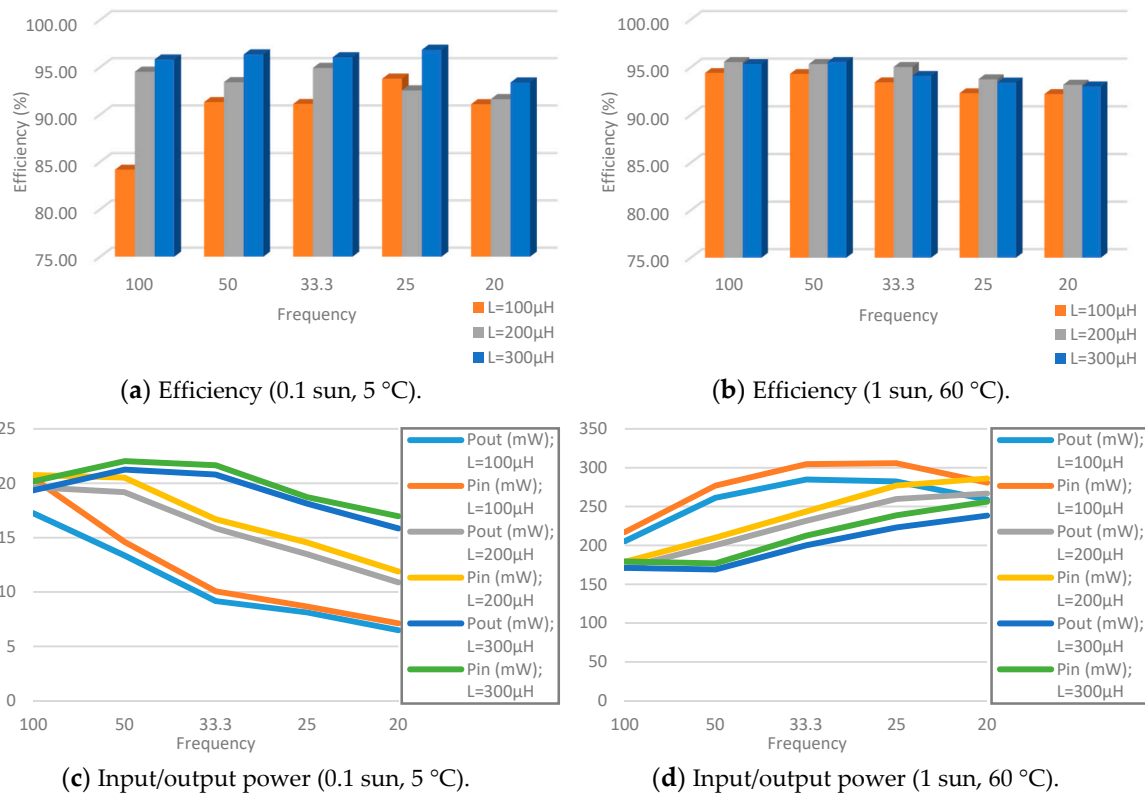 100.00
95.00
90.00
85.00
80.00
75.00
Efficiency (%)
100 50 33.3 25 20
Frequency
L=100µH
L=200µH
L=300µH
(a) Efficiency (0.1 sun, 5 °C).
100.00
95.00
90.00
85.00
80.00
75.00
Efficiency (%)
100 50 33.3 25 20
Frequency
L=100µH
L=200µH
L=300µH
(b) Efficiency (1 sun, 60 °C).
25
20
15
10
5
0
100 50 33.3 25 20
Frequency
Pout (mW);
L=100µH
Pin (mW);
L=100µH
Pout (mW);
L=200µH
Pin (mW);
L=200µH
Pout (mW);
L=300µH
Pin (mW);
L=300µH
(c) Input/output power (0.1 sun, 5 °C).
350
300
250
200
150
100
50
0
100 50 33.3 25 20
Frequency
Pout (mW);
L=100µH
Pin (mW);
L=100µH
Pout (mW);
L=200µH
Pin (mW);
L=200µH
Pout (mW);
L=300µH
Pin (mW);
L=300µH
(d) Input/output power (1 sun, 60 °C).